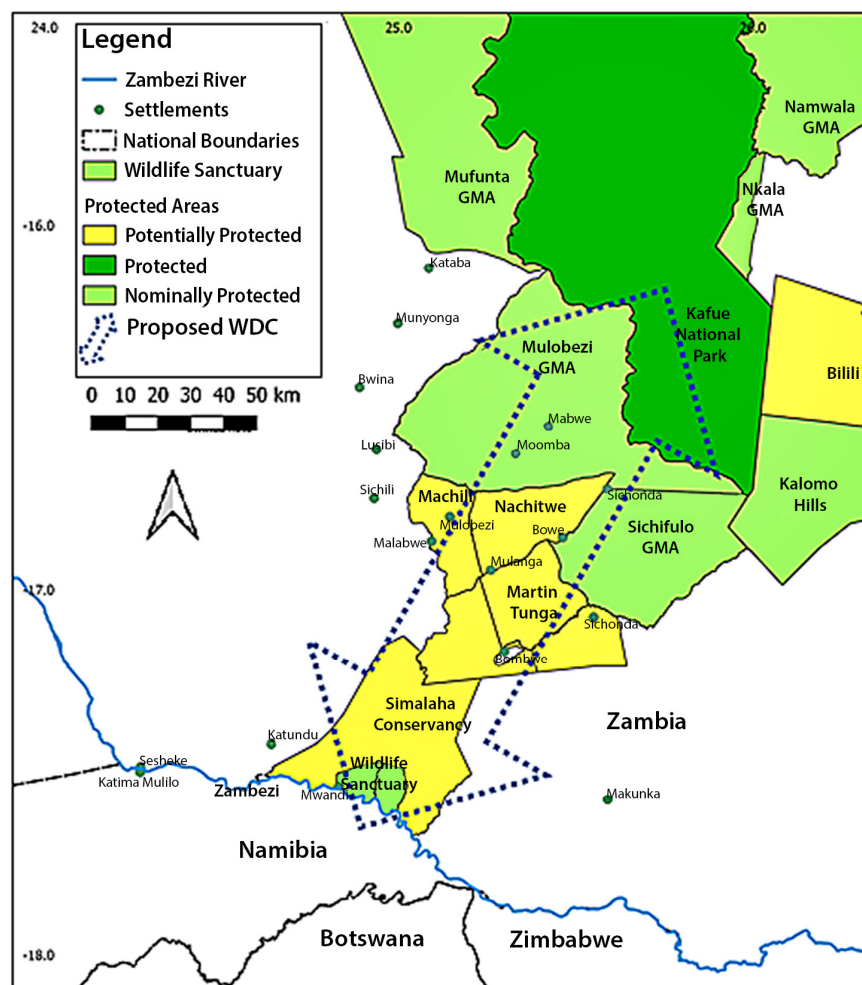 24.0
25.0
Legend
Zambezi River
Settlements
National Boundaries
Wildlife Sanctuary
Protected Areas
Potentially Protected
Protected
Nominally Protected
Proposed WDC
0 10 20 30 40 50 km
Namwala
GMA
Mufunta
GMA
Nkala
GMA
-16.0
Kataba
Munyonga
Kafue
National
Park
Mulobezi
GMA
Bwina
Bilili
Mabwe
Lusibi
Moomba
Sichili
Machili
Nachitwe
Sichonda
Kalomo
Hills
Mulobezi
Malabwe
Bowe
Sichifulo
GMA
Mulanga
-17.0
Martin
Tunga
Sichonda
Bombwe
Simalaha
Conservancy
Zambia
Katundu
Sesheke
Katima Mulilo
Wildlife
Sanctuary
Zambezi
Mwandi
Makunka
Namibia
Botswana
Zimbabwe
-18.0